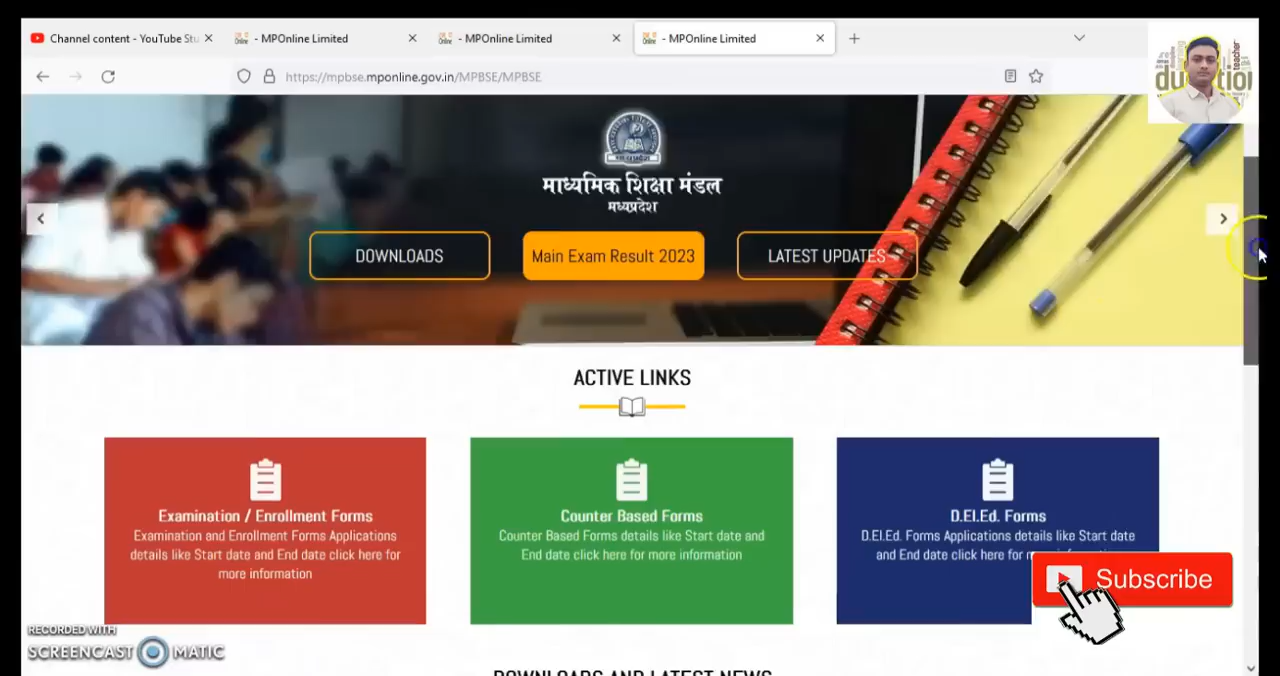 Channel content - YouTube Stu
- MPOnline Limited
- MPOnline Limited
- MPOnline Limited
https://mpbse.mponline.gov.in/MPBSE/MPBSE
teacher
माध्यमिक शिक्षा मंडल
मध्यप्रदेश
DOWNLOADS
Main Exam Result 2023
LATEST UPDATES
ACTIVE LINKS
Examination / Enrollment Forms
Examination and Enrollment Forms Applications
details like Start date and End date click here for
more information
Counter Based Forms
Counter Based Forms details like Start date and
End date click here for more information
D.El.Ed. Forms
D.El.Ed. Forms Applications details like Start date
and End date click here for
Subscribe
RECORDED WITH
SCREENCAST MATIC
DOWNLOADS AND LATEST NEWS